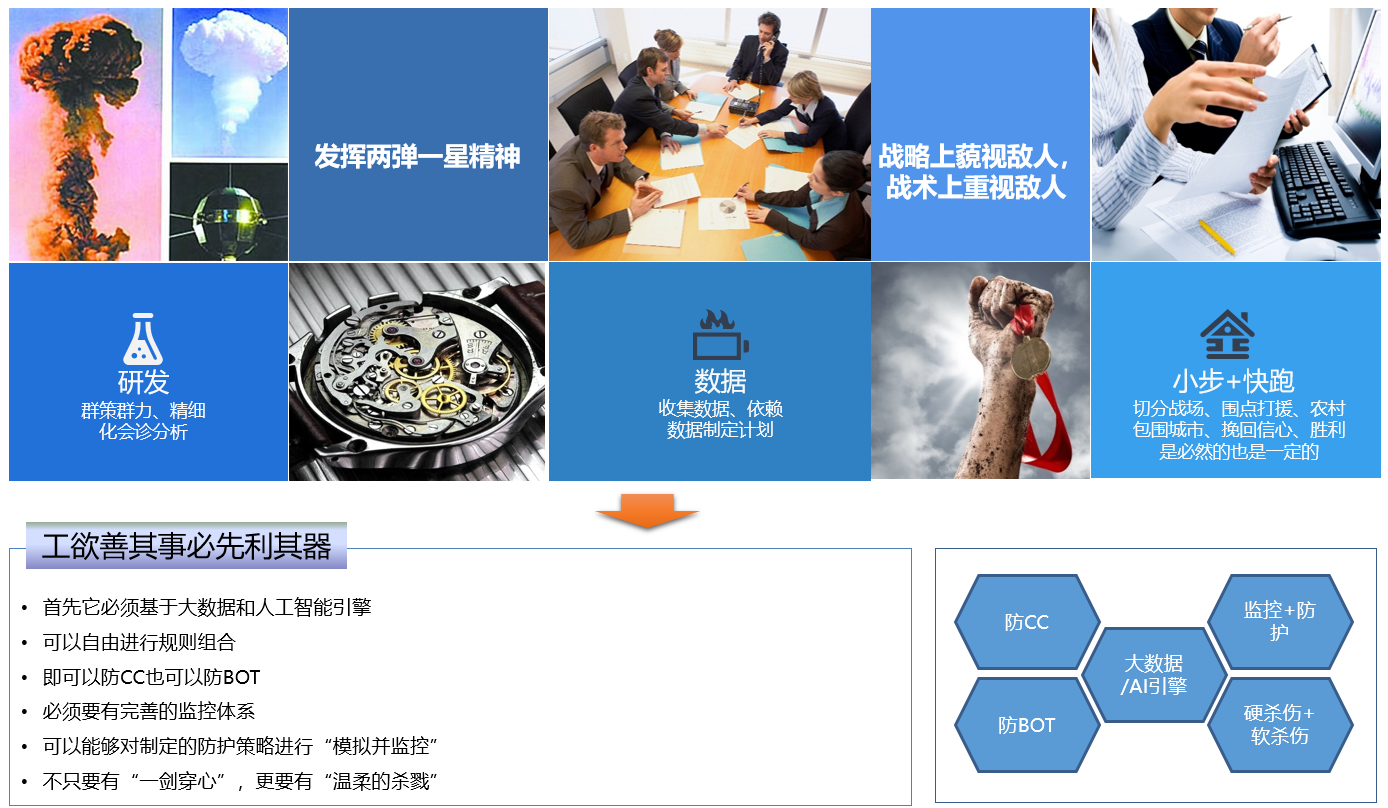 发挥两弹一星精神
战略上藐视敌人，
战术上重视敌人
研发
群策群力、精细
化会诊分析
数据
收集数据、依赖
数据制定计划
小步+快跑
切分战场、围点打援、农村
包围城市、挽回信心、胜利
是必然的也是一定的
工欲善其事必先利其器
• 首先它必须基于大数据和人工智能引擎
• 可以自由进行规则组合
• 即可以防CC也可以防BOT
• 必须要有完善的监控体系
• 可以能够对制定的防护策略进行“模拟并监控”
• 不只要有“一剑穿心”，更要有“温柔的杀戮”
防CC
监控+防
护
大数据
/AI引擎
防BOT
硬杀伤+
软杀伤